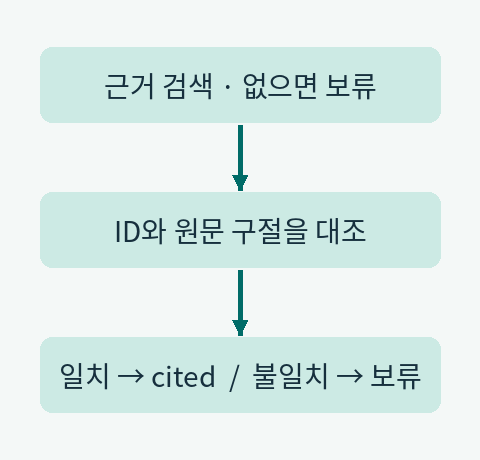 근거 검색 · 없으면 보류
ID와 원문 구절을 대조
일치 → cited / 불일치 → 보류